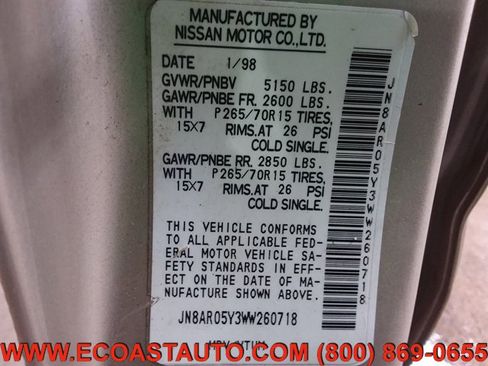 MANUFACTURED BY
NISSAN MOTOR CO.,LTD.
DATE 1/98
GVWR/PNBV 5150 LBS.
GAWR/PNBE FR. 2600 LBS.
WITH P265/70R15 TIRES,
15X7 RIMS.AT 26 PSI
COLD SINGLE.
GAWR/PNBE RR. 2850 LBS.
WITH P265/70R15 TIRES,
15X7 RIMS.AT 26 PSI
COLD SINGLE.
THIS VEHICLE CONFORMS
TO ALL APPLICABLE FED-
ERAL MOTOR VEHICLE SA-
FETY STANDARDS IN EFFE-
CT ON THE DATE OF MA-
NUFACTURE SHOWN ABOVE.
JN8AR05Y3WW260718
JN8AR05Y3WW260718
WWW.ECOASTAUTO.COM (800) 869-0655